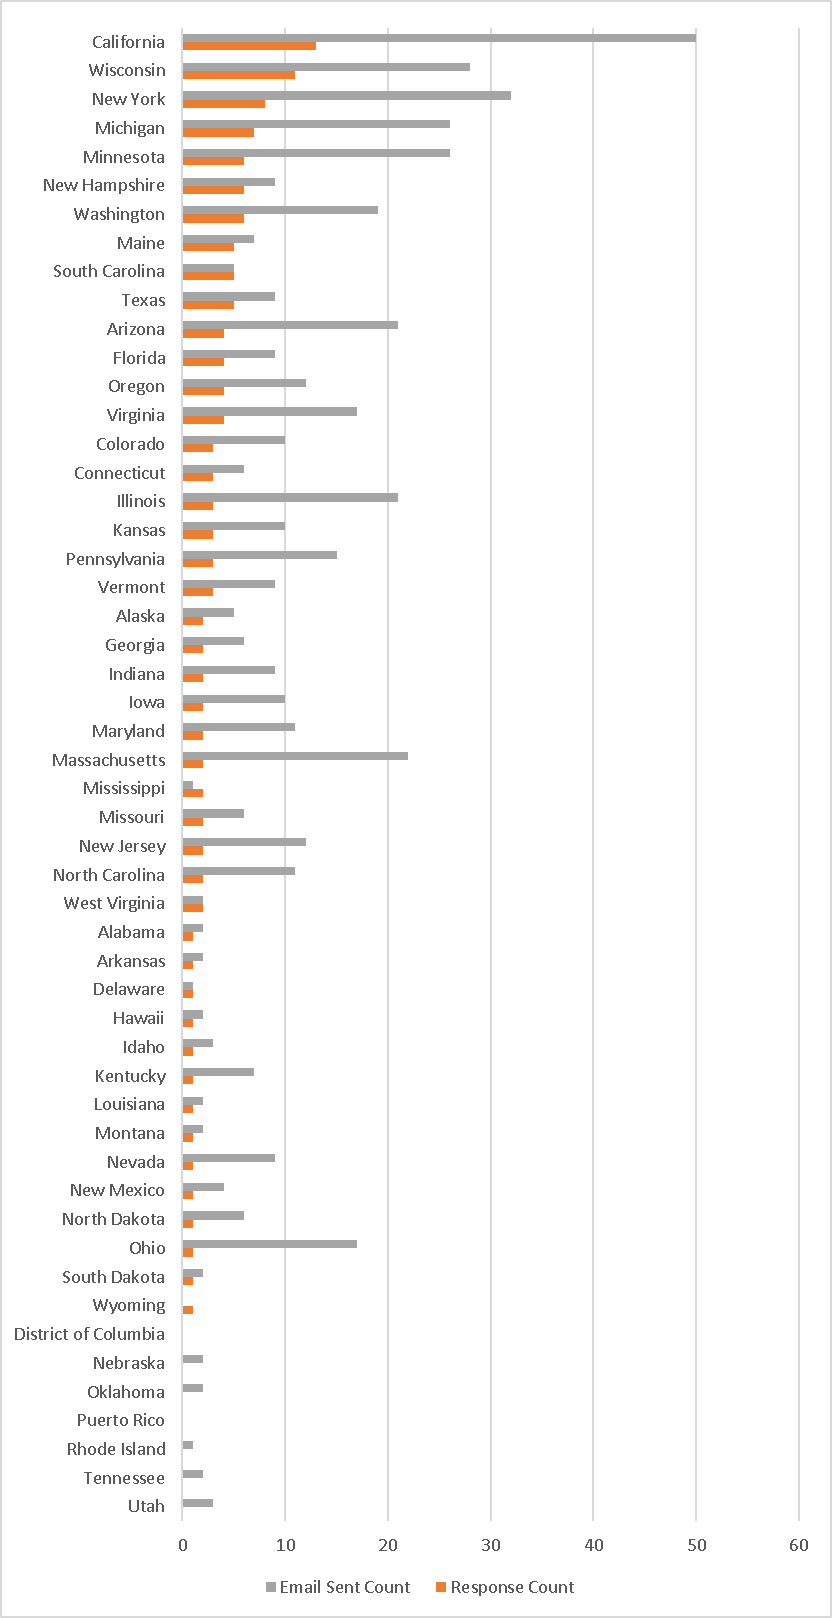 California
Wisconsin
New York
Michigan
Minnesota
New Hampshire
Washington
Maine
South Carolina
Texas
Arizona
Florida
Oregon
Virginia
Colorado
Connecticut
Illinois
Kansas
Pennsylvania
Vermont
Alaska
Georgia
Indiana
Iowa
Maryland
Massachusetts
Mississippi
Missouri
New Jersey
North Carolina
West Virginia
Alabama
Arkansas
Delaware
Hawaii
Idaho
Kentucky
Louisiana
Montana
Nevada
New Mexico
North Dakota
Ohio
South Dakota
Wyoming
District of Columbia
Nebraska
Oklahoma
Puerto Rico
Rhode Island
Tennessee
Utah
0 10 20 30 40 50 60
Email Sent Count Response Count